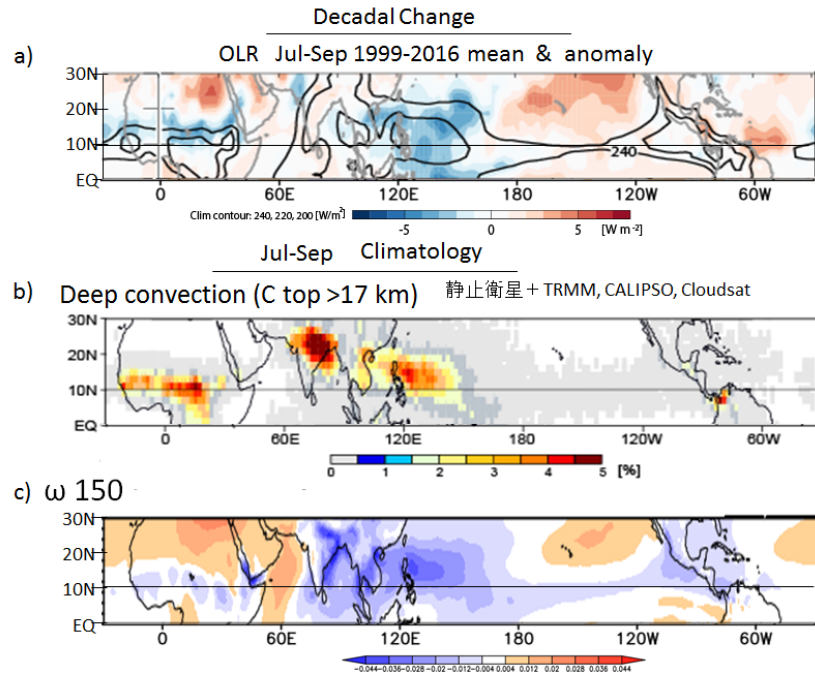 Decadal Change
OLR Jul-Sep 1999-2016 mean & anomaly
a)
30N
20N
10N
EQ
240
0 60E 120E 180 120W 60W
Clim contour: 240, 220, 200 [W/m²]
-5 0 5 [W m⁻²]
Jul-Sep Climatology
b) Deep convection (C top >17 km) 静止衛星+TRMM, CALIPSO, Cloudsat
30N
20N
10N
EQ
0 60E 120E 180 120W 60W
0 1 2 3 4 5 [%]
c) ω 150
30N
20N
10N
EQ
0 60E 120E 180 120W 60W
-0.044 -0.036 -0.028 -0.02 -0.012 -0.004 0.004 0.012 0.02 0.028 0.036 0.044